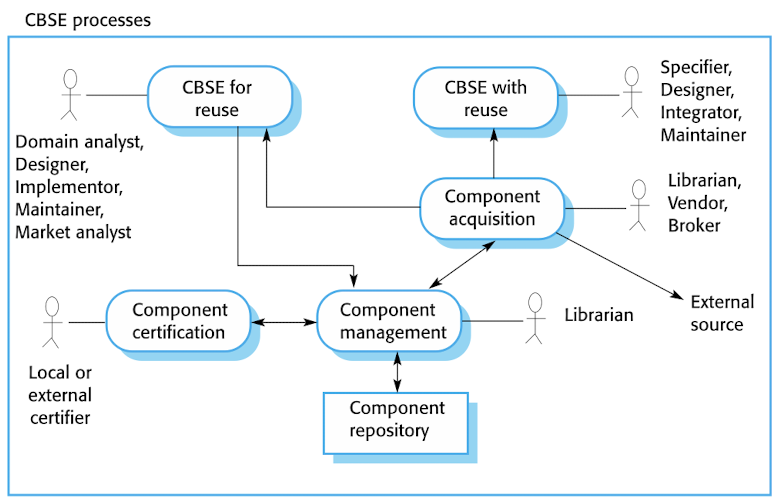 CBSE processes
CBSE for
reuse
CBSE with
reuse
Specifier,
Designer,
Integrator,
Maintainer
Domain analyst,
Designer,
Implementor,
Maintainer,
Market analyst
Component
acquisition
Librarian,
Vendor,
Broker
Component
certification
Component
management
Librarian
External
source
Local or
external
certifier
Component
repository